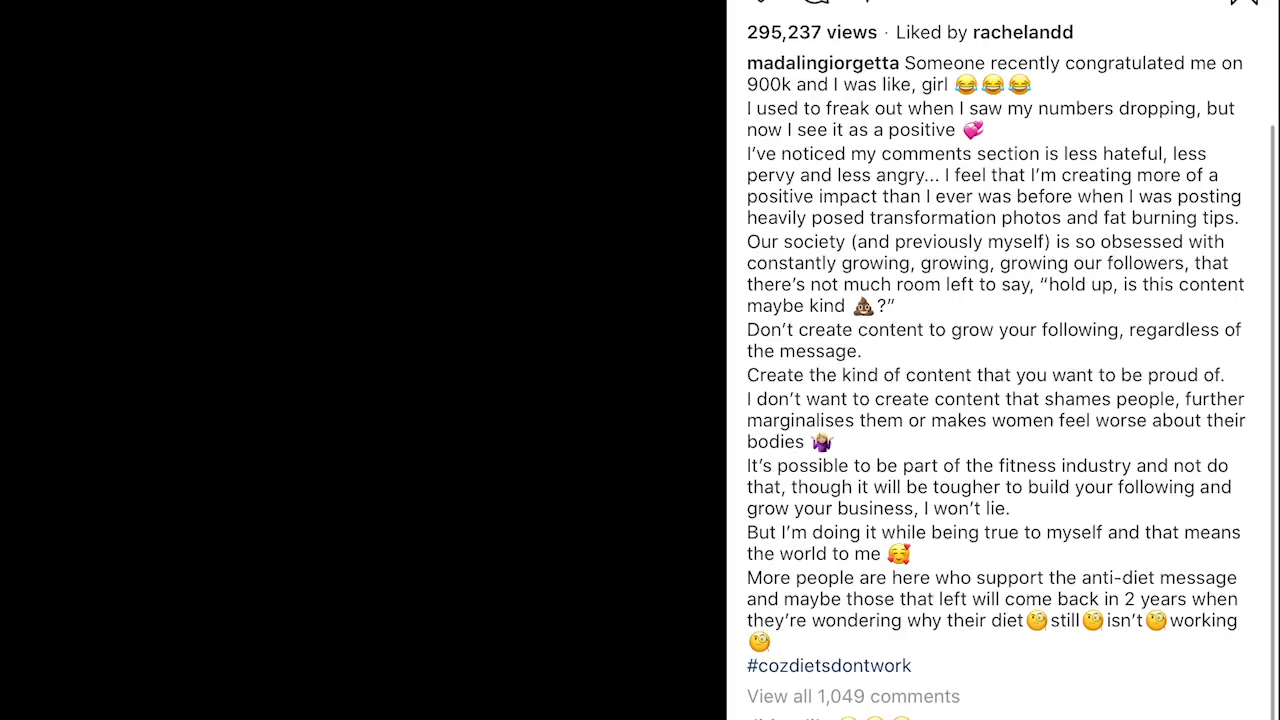 295,237 views · Liked by rachelandd
madalingiorgetta Someone recently congratulated me on
900k and I was like, girl 😂😂😂
I used to freak out when I saw my numbers dropping, but
now I see it as a positive 💞
I've noticed my comments section is less hateful, less
pervy and less angry... I feel that I'm creating more of a
positive impact than I ever was before when I was posting
heavily posed transformation photos and fat burning tips.
Our society (and previously myself) is so obsessed with
constantly growing, growing, growing our followers, that
there's not much room left to say, "hold up, is this content
maybe kind 💩?"
Don't create content to grow your following, regardless of
the message.
Create the kind of content that you want to be proud of.
I don't want to create content that shames people, further
marginalises them or makes women feel worse about their
bodies 🤷🏼‍♀️
It's possible to be part of the fitness industry and not do
that, though it will be tougher to build your following and
grow your business, I won't lie.
But I'm doing it while being true to myself and that means
the world to me 🥰
More people are here who support the anti-diet message
and maybe those that left will come back in 2 years when
they're wondering why their diet🧐still🧐isn't🧐working
🧐
#cozdietsdontwork
View all 1,049 comments